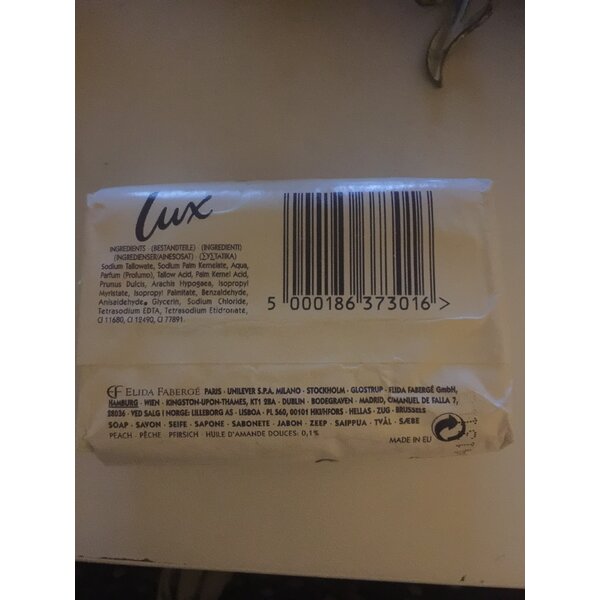 Lux
INGREDIENTS · (BESTANDTEILE) · (INGREDIENTI)
(INGREDIENSER/AINESOSAT) · (ΣΥΣΤΑΤΙΚΑ)
Sodium Tallowate, Sodium Palm Kernelate, Aqua,
Parfum (Profumo), Tallow Acid, Palm Kernel Acid,
Prunus Dulcis, Arachis Hypogaea, Isopropyl
Myristate, Isopropyl Palmitate, Benzaldehyde,
Anisaldehyde, Glycerin, Sodium Chloride,
Tetrasodium EDTA, Tetrasodium Etidronate,
CI 11680, CI 12490, CI 77891.
5 000186 373016 >
EF ELIDA FABERGÉ PARIS · UNILEVER S.P.A. MILANO · STOCKHOLM · GLOSTRUP · ELIDA FABERGÉ GmbH,
HAMBURG · WIEN · KINGSTON-UPON-THAMES, KT1 2BA · DUBLIN · BODEGRAVEN · MADRID, C/MANUEL DE FALLA 7,
28036 · VED SALG I NORGE: LILLEBORG AS · LISBOA · PL 560, 00101 HKI/H:FORS · HELLAS · ZUG · BRUSSELS
SOAP · SAVON · SEIFE · SAPONE · SABONETE · JABON · ZEEP · SAIPPUA · TVÅL · SÆBE
PEACH · PÊCHE · PFIRSICH · HUILE D'AMANDE DOUCES: 0,1%
MADE IN EU